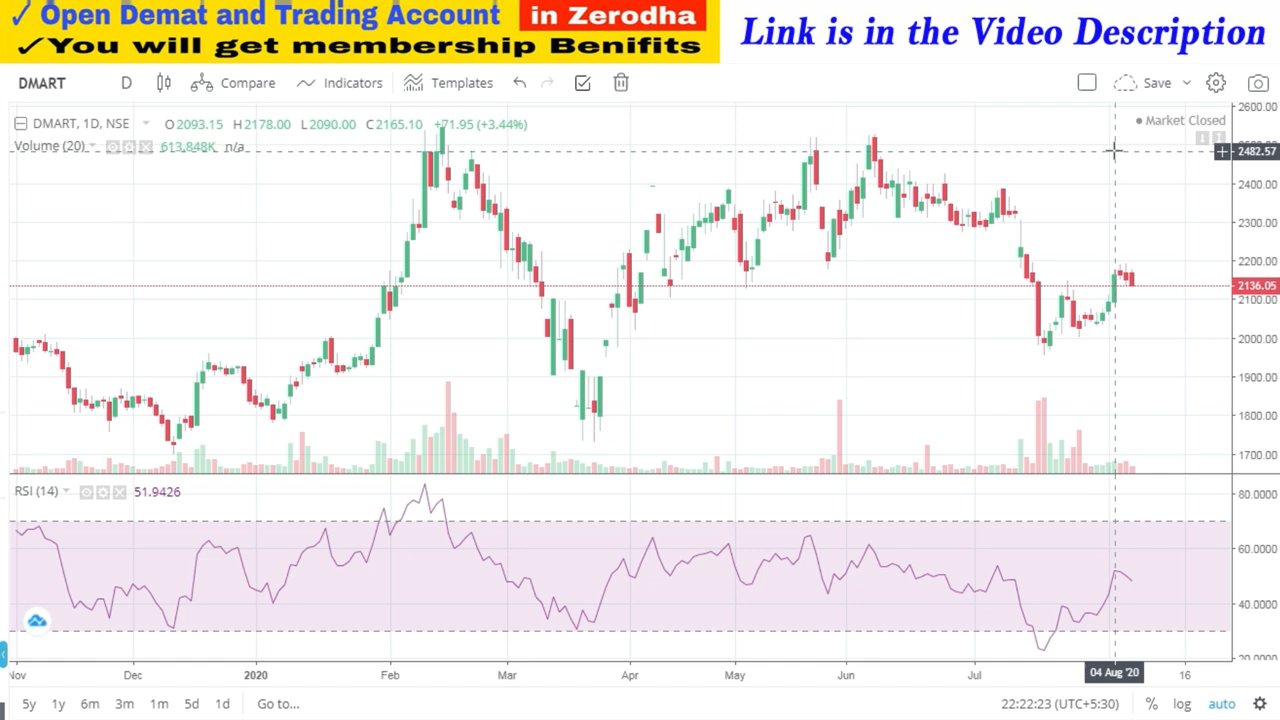 ✓ Open Demat and Trading Account in Zerodha
✓You will get membership Benifits
Link is in the Video Description
DMART D Compare Indicators Templates Save
DMART, 1D, NSE O2093.15 H2178.00 L2090.00 C2165.10 +71.95 (+3.44%)
Market Closed
Volume (20) 613.848K n/a
2600.00
2482.57
2400.00
2300.00
2200.00
2136.05
2100.00
2000.00
1900.00
1800.00
1700.00
RSI (14) 51.9426
80.0000
60.0000
40.0000
20.0000
Nov Dec 2020 Feb Mar Apr May Jun Jul 04 Aug '20 16
5y 1y 6m 3m 1m 5d 1d Go to... 22:22:23 (UTC+5:30) % log auto